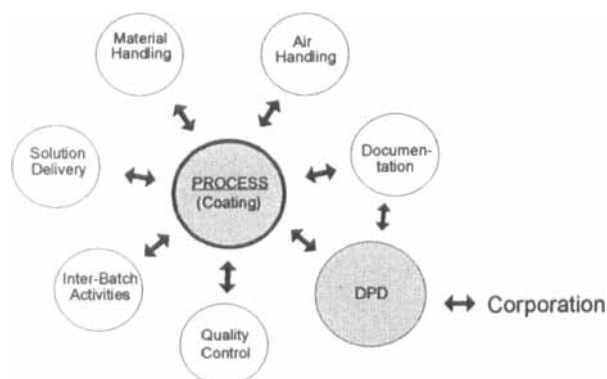 Material
Handling
Air
Handling
Solution
Delivery
PROCESS
(Coating)
Documen-
tation
Inter-Batch
Activities
Quality
Control
DPD
Corporation